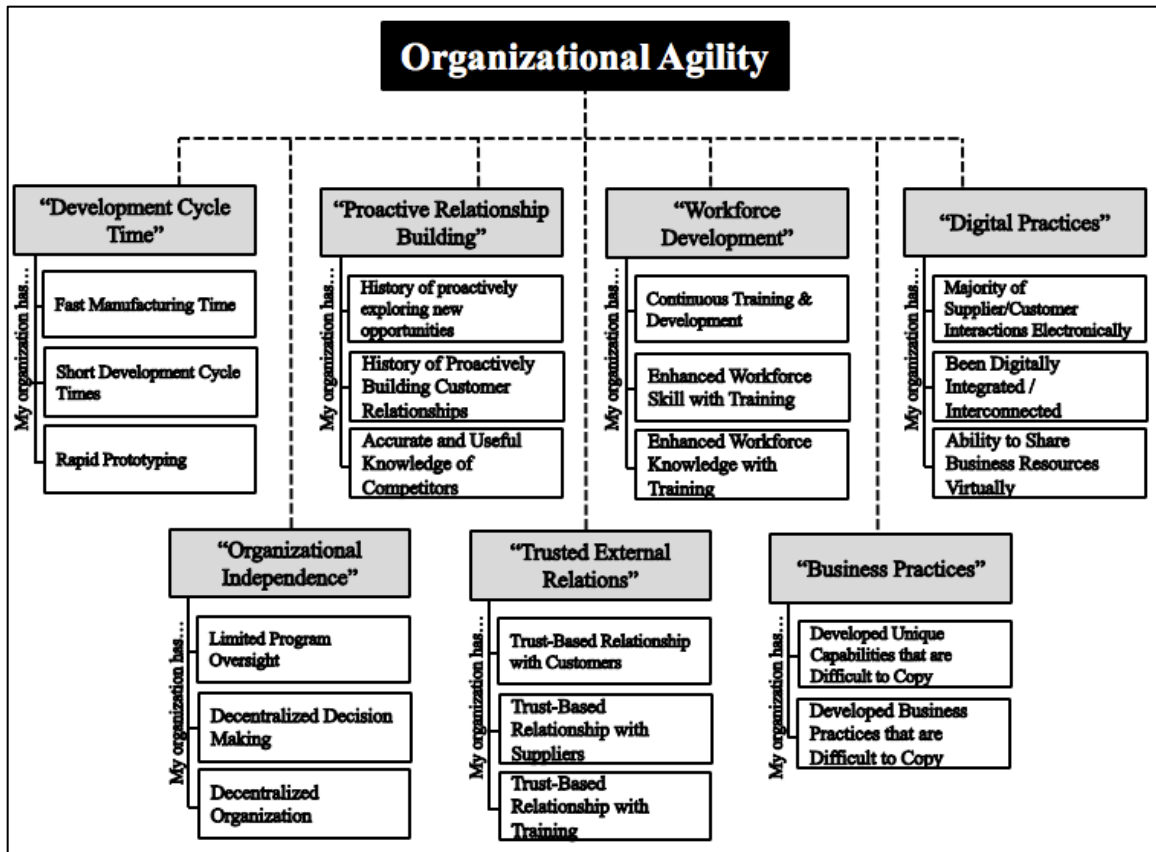 Organizational Agility
“Development Cycle
Time”
My organization has…
Fast Manufacturing Time
Short Development Cycle
Times
Rapid Prototyping
“Proactive Relationship
Building”
My organization has…
History of proactively
exploring new
opportunities
History of Proactively
Building Customer
Relationships
Accurate and Useful
Knowledge of
Competitors
“Workforce
Development”
My organization has…
Continuous Training &
Development
Enhanced Workforce
Skill with Training
Enhanced Workforce
Knowledge with
Training
“Digital Practices”
My organization has…
Majority of
Supplier/Customer
Interactions Electronically
Been Digitally
Integrated /
Interconnected
Ability to Share
Business Resources
Virtually
“Organizational
Independence”
My organization has…
Limited Program
Oversight
Decentralized Decision
Making
Decentralized
Organization
“Trusted External
Relations”
My organization has…
Trust-Based Relationship
with Customers
Trust-Based
Relationship with
Suppliers
Trust-Based
Relationship with
Training
“Business Practices”
My organization has…
Developed Unique
Capabilities that are
Difficult to Copy
Developed Business
Practices that are
Difficult to Copy